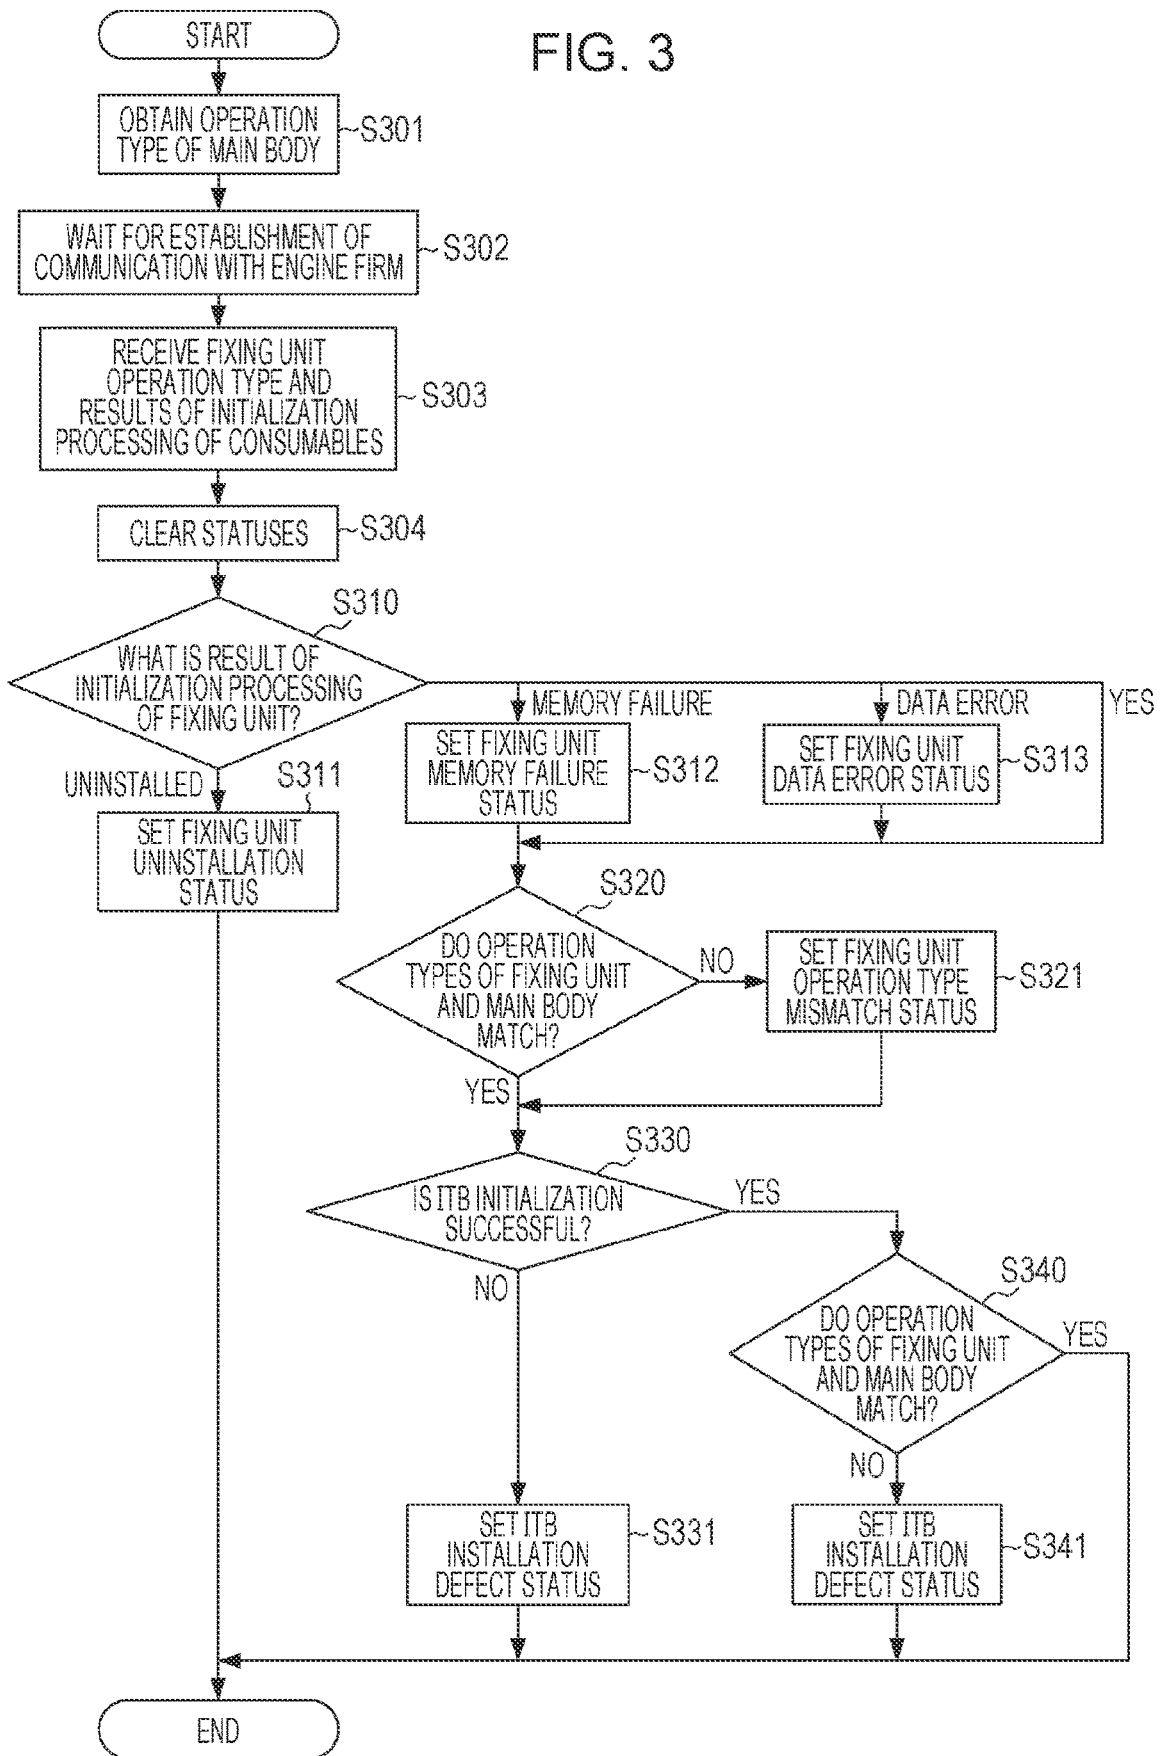 START
FIG. 3
OBTAIN OPERATION
TYPE OF MAIN BODY
S301
WAIT FOR ESTABLISHMENT OF
COMMUNICATION WITH ENGINE FIRM
S302
RECEIVE FIXING UNIT
OPERATION TYPE AND
RESULTS OF INITIALIZATION
PROCESSING OF CONSUMABLES
S303
CLEAR STATUSES
S304
S310
WHAT IS RESULT OF
INITIALIZATION PROCESSING
OF FIXING UNIT?
MEMORY FAILURE
DATA ERROR
YES
UNINSTALLED
S311
SET FIXING UNIT
UNINSTALLATION
STATUS
SET FIXING UNIT
MEMORY FAILURE
STATUS
S312
SET FIXING UNIT
DATA ERROR STATUS
S313
S320
DO OPERATION
TYPES OF FIXING UNIT
AND MAIN BODY
MATCH?
NO
SET FIXING UNIT
OPERATION TYPE
MISMATCH STATUS
S321
YES
S330
IS ITB INITIALIZATION
SUCCESSFUL?
YES
NO
S340
DO OPERATION
TYPES OF FIXING UNIT
AND MAIN BODY
MATCH?
YES
NO
SET ITB
INSTALLATION
DEFECT STATUS
S331
SET ITB
INSTALLATION
DEFECT STATUS
S341
END